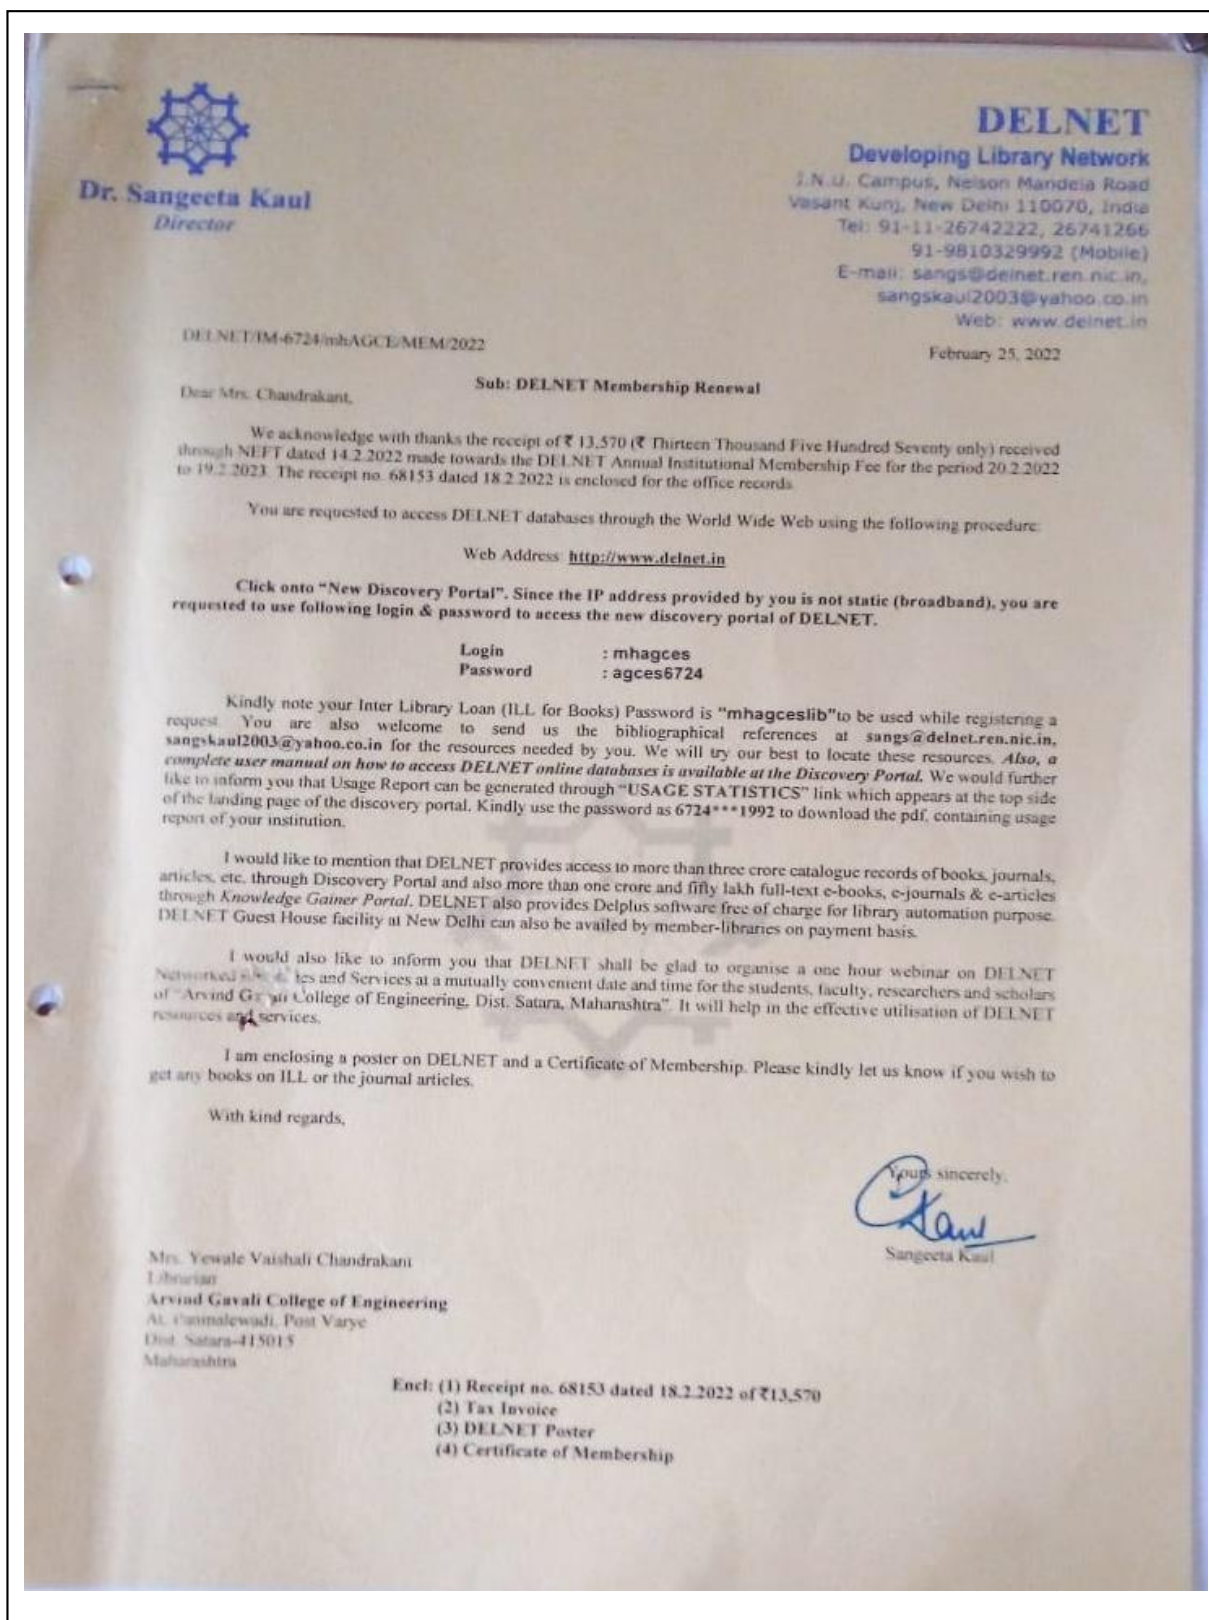 Dr. Sangeeta Kaul
Director
DELNET
Developing Library Network
J.N.U. Campus, Nelson Mandela Road
Vasant Kunj, New Delhi 110070, India
Tel: 91-11-26742222, 26741266
91-9810329992 (Mobile)
E-mail: sangs@delnet.ren.nic.in,
sangskaul2003@yahoo.co.in
Web: www.delnet.in
DELNET/IM-6724/mhAGCE/MEM/2022
February 25, 2022
Sub: DELNET Membership Renewal
Dear Mrs. Chandrakant,
We acknowledge with thanks the receipt of ₹ 13,570 (₹ Thirteen Thousand Five Hundred Seventy only) received
through NEFT dated 14.2.2022 made towards the DELNET Annual Institutional Membership Fee for the period 20.2.2022
to 19.2.2023. The receipt no. 68153 dated 18.2.2022 is enclosed for the office records.
You are requested to access DELNET databases through the World Wide Web using the following procedure:
Web Address: http://www.delnet.in
Click onto “New Discovery Portal”. Since the IP address provided by you is not static (broadband), you are
requested to use following login & password to access the new discovery portal of DELNET.
Login : mhagces
Password : agces6724
Kindly note your Inter Library Loan (ILL for Books) Password is "mhagceslib"to be used while registering a
request. You are also welcome to send us the bibliographical references at sangs@delnet.ren.nic.in,
sangskaul2003@yahoo.co.in for the resources needed by you. We will try our best to locate these resources. Also, a
complete user manual on how to access DELNET online databases is available at the Discovery Portal. We would further
like to inform you that Usage Report can be generated through “USAGE STATISTICS” link which appears at the top side
of the landing page of the discovery portal. Kindly use the password as 6724***1992 to download the pdf, containing usage
report of your institution.
I would like to mention that DELNET provides access to more than three crore catalogue records of books, journals,
articles, etc. through Discovery Portal and also more than one crore and fifty lakh full-text e-books, e-journals & e-articles
through Knowledge Gainer Portal. DELNET also provides Delplus software free of charge for library automation purpose.
DELNET Guest House facility at New Delhi can also be availed by member-libraries on payment basis.
I would also like to inform you that DELNET shall be glad to organise a one hour webinar on DELNET
Networked and Services at a mutually convenient date and time for the students, faculty, researchers and scholars
of “Arvind College of Engineering, Dist. Satara, Maharashtra”. It will help in the effective utilisation of DELNET
resources and services.
I am enclosing a poster on DELNET and a Certificate of Membership. Please kindly let us know if you wish to
get any books on ILL or the journal articles.
With kind regards,
Yours sincerely,
Sangeeta Kaul
Mrs. Yewale Vaishali Chandrakant
Librarian
Arvind Gavali College of Engineering
At. Panmalewadi, Post Varye
Dist. Satara-415015
Maharashtra
Encl: (1) Receipt no. 68153 dated 18.2.2022 of ₹13,570
(2) Tax Invoice
(3) DELNET Poster
(4) Certificate of Membership